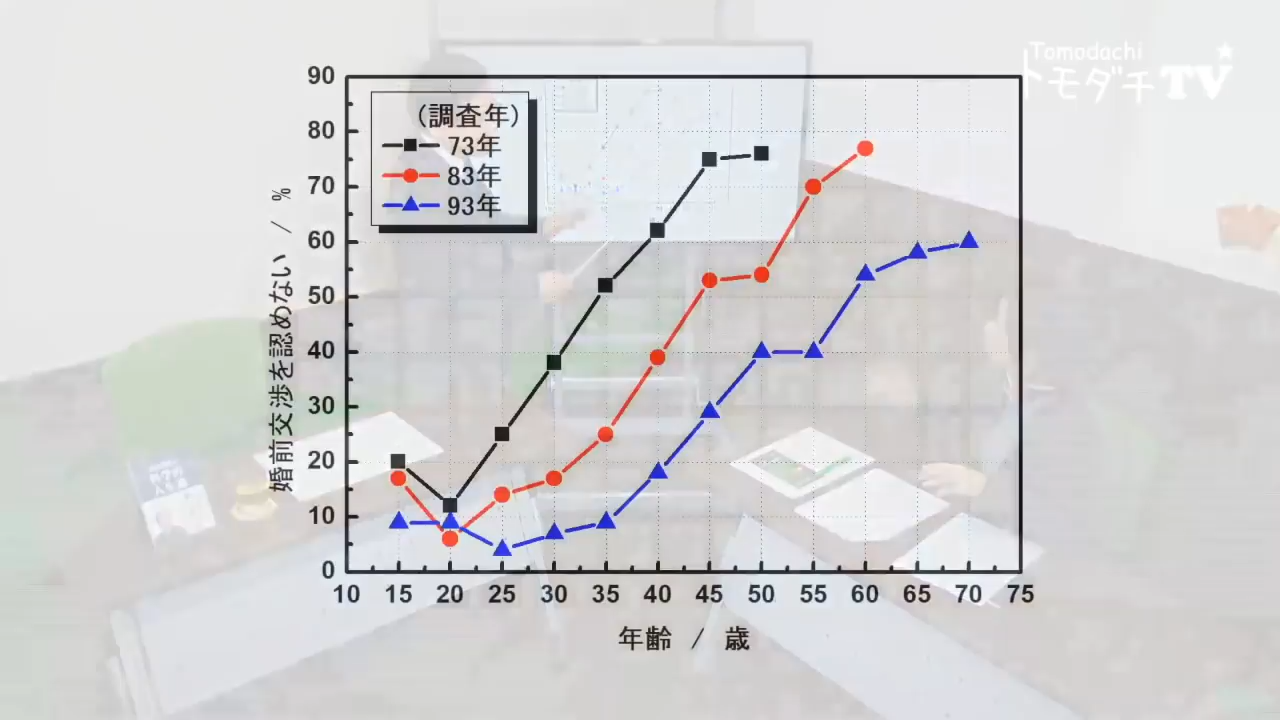 Tomodachi
トモダチTV
(調査年)
73年
83年
93年
婚前交渉を認めない / %
90
80
70
60
50
40
30
20
10
0
10 15 20 25 30 35 40 45 50 55 60 65 70 75
年齢 / 歳